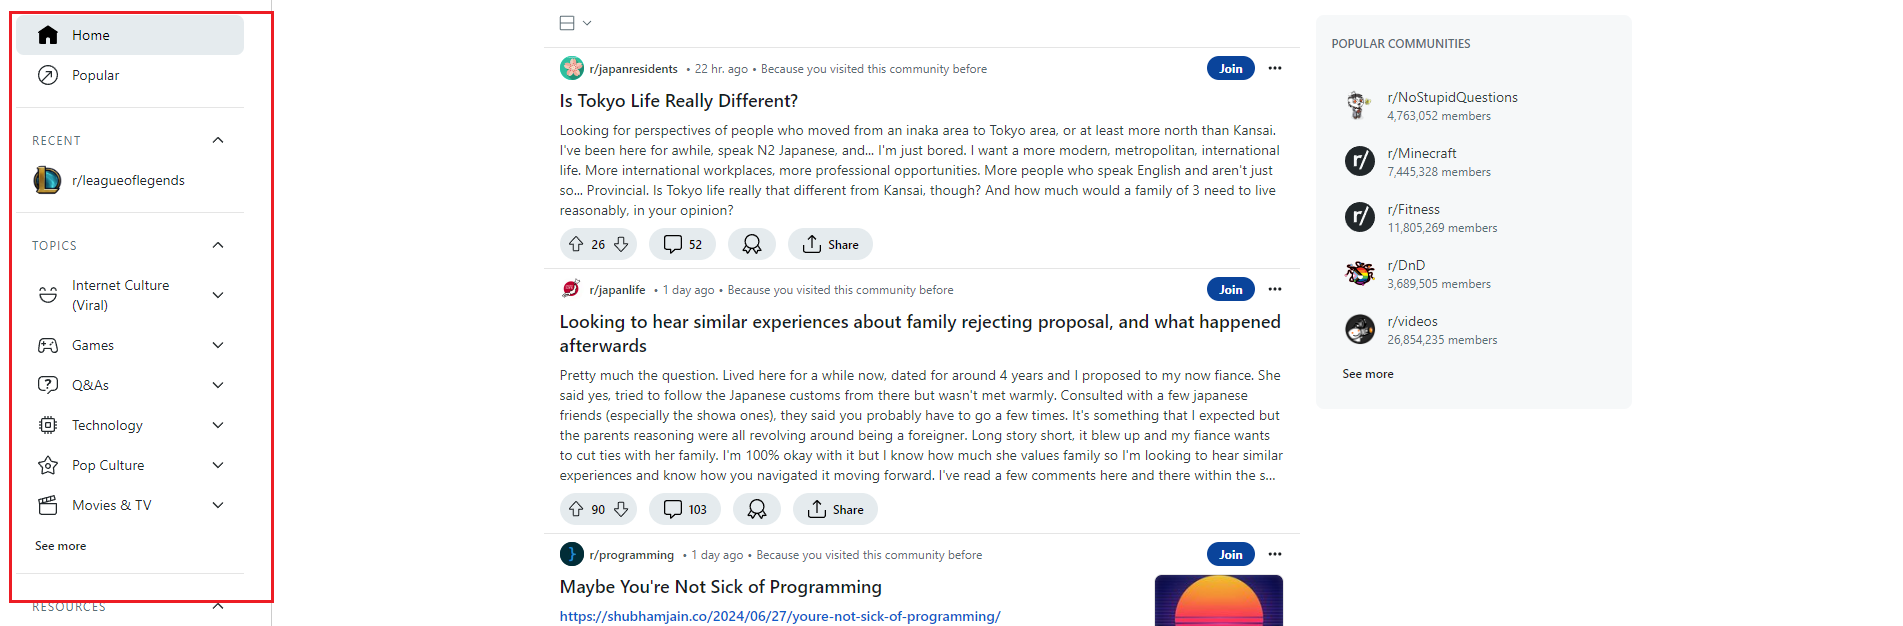 Home
Popular
RECENT
r/leagueoflegends
TOPICS
Internet Culture
(Viral)
Games
Q&As
Technology
Pop Culture
Movies & TV
See more
RESOURCES
r/japanresidents • 22 hr. ago • Because you visited this community before
Join
Is Tokyo Life Really Different?
Looking for perspectives of people who moved from an inaka area to Tokyo area, or at least more north than Kansai.
I've been here for awhile, speak N2 Japanese, and... I'm just bored. I want a more modern, metropolitan, international
life. More international workplaces, more professional opportunities. More people who speak English and aren't just
so... Provincial. Is Tokyo life really that different from Kansai, though? And how much would a family of 3 need to live
reasonably, in your opinion?
26 52 Share
r/japanlife • 1 day ago • Because you visited this community before
Join
Looking to hear similar experiences about family rejecting proposal, and what happened
afterwards
Pretty much the question. Lived here for a while now, dated for around 4 years and I proposed to my now fiance. She
said yes, tried to follow the Japanese customs from there but wasn't met warmly. Consulted with a few japanese
friends (especially the showa ones), they said you probably have to go a few times. It's something that I expected but
the parents reasoning were all revolving around being a foreigner. Long story short, it blew up and my fiance wants
to cut ties with her family. I'm 100% okay with it but I know how much she values family so I'm looking to hear similar
experiences and know how you navigated it moving forward. I've read a few comments here and there within the s...
90 103 Share
r/programming • 1 day ago • Because you visited this community before
Join
Maybe You're Not Sick of Programming
https://shubhamjain.co/2024/06/27/youre-not-sick-of-programming/
POPULAR COMMUNITIES
r/NoStupidQuestions
4,763,052 members
r/Minecraft
7,445,328 members
r/Fitness
11,805,269 members
r/DnD
3,689,505 members
r/videos
26,854,235 members
See more